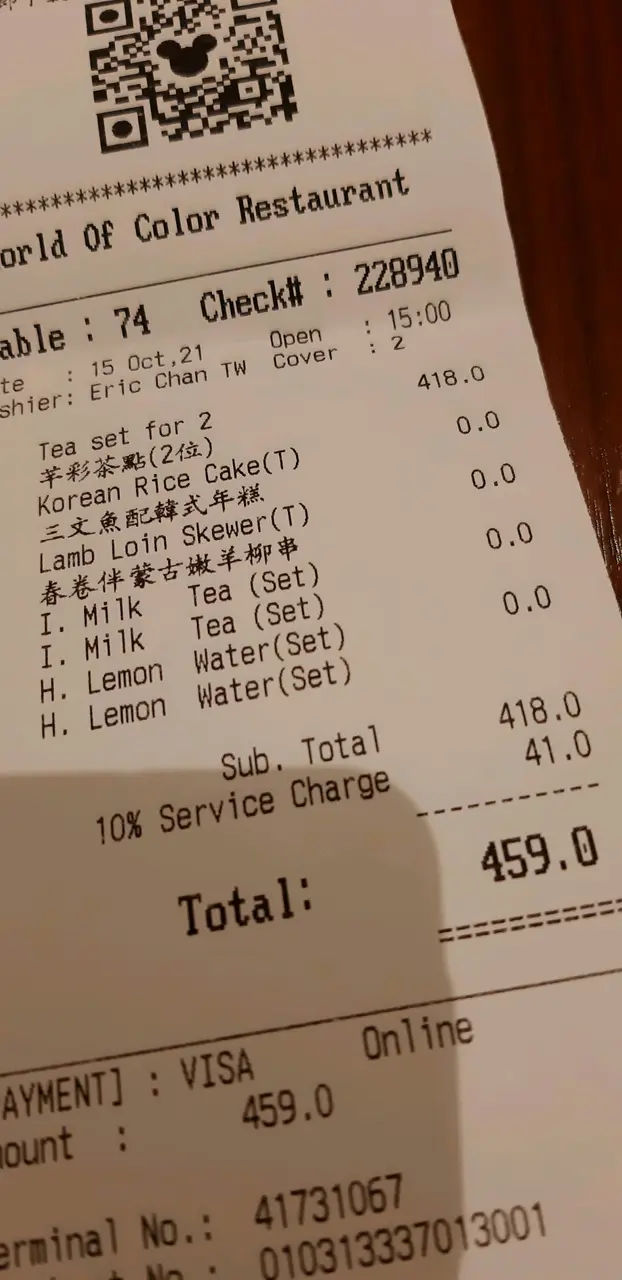 *********************************
orld Of Color Restaurant
able : 74 Check# : 228940
te : 15 Oct,21 Open : 15:00
shier: Eric Chan TW Cover : 2
Tea set for 2 418.0
芊彩茶點(2位)
Korean Rice Cake(T) 0.0
三文魚配韓式年糕
Lamb Loin Skewer(T) 0.0
春卷伴蒙古嫩羊柳串
I. Milk Tea (Set) 0.0
I. Milk Tea (Set)
H. Lemon Water(Set) 0.0
H. Lemon Water(Set)
Sub. Total 418.0
10% Service Charge 41.0
Total: 459.0
AYMENT] : VISA Online
mount : 459.0
erminal No.: 41731067
No. : 010313337013001